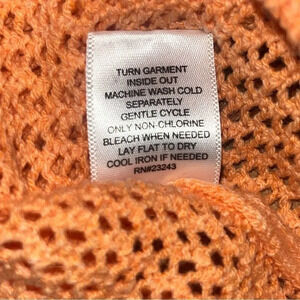 TURN GARMENT
INSIDE OUT
MACHINE WASH COLD
SEPARATELY
GENTLE CYCLE
ONLY NON-CHLORINE
BLEACH WHEN NEEDED
LAY FLAT TO DRY
COOL IRON IF NEEDED
RN#23243